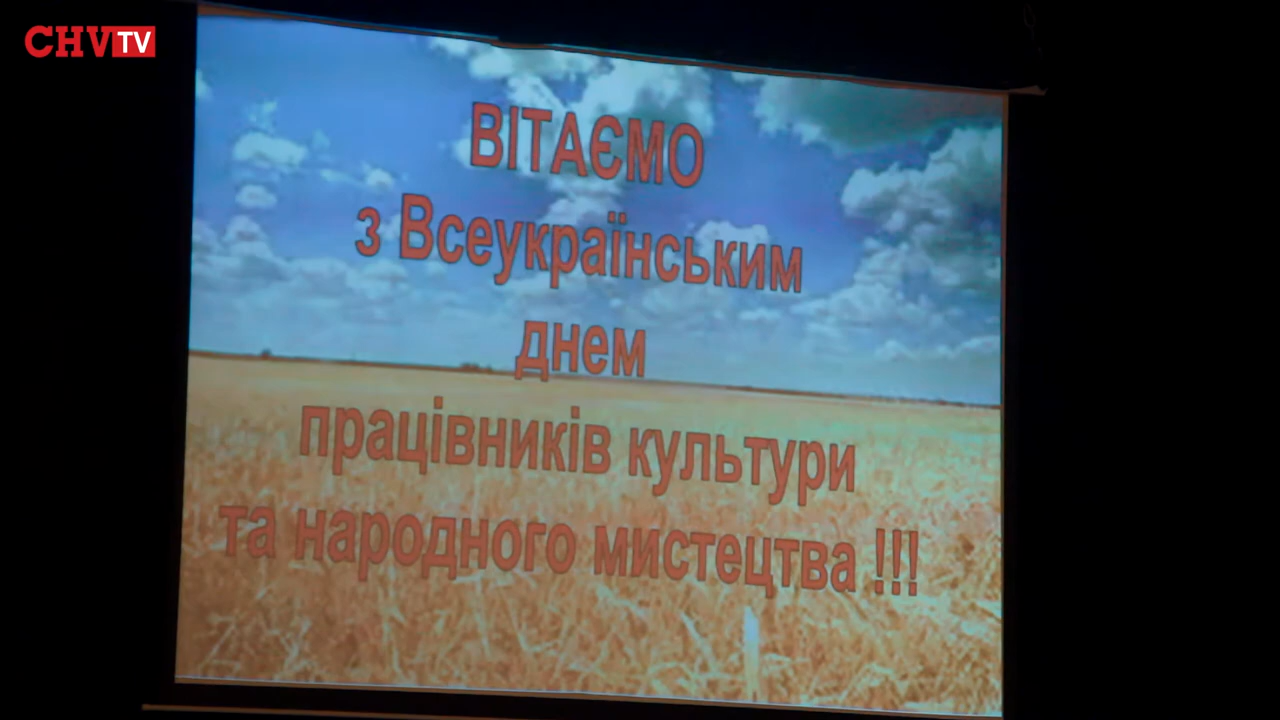 CHVTV
ВІТАЄМО
з Всеукраїнським
днем
працівників культури
та народного мистецтва !!!